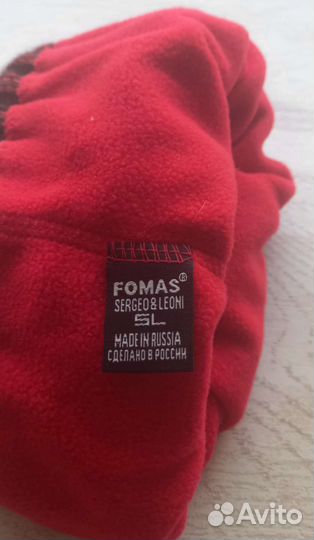 FOMAS®
SERGEO&LEONI
SL
MADE IN RUSSIA
СДЕЛАНО В РОССИИ
Avito